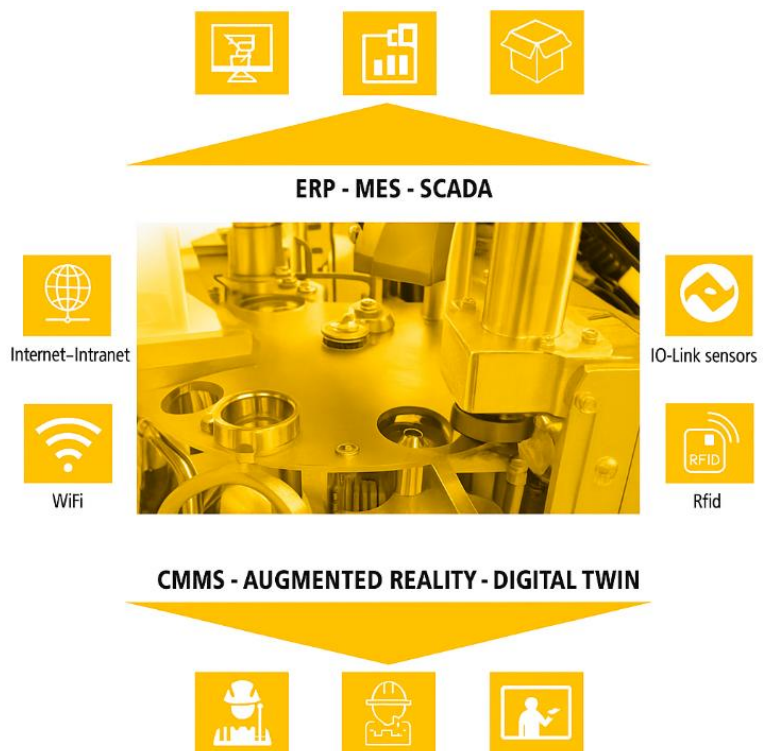 ERP - MES - SCADA
Internet–Intranet
IO-Link sensors
WiFi
RFID
Rfid
CMMS - AUGMENTED REALITY - DIGITAL TWIN